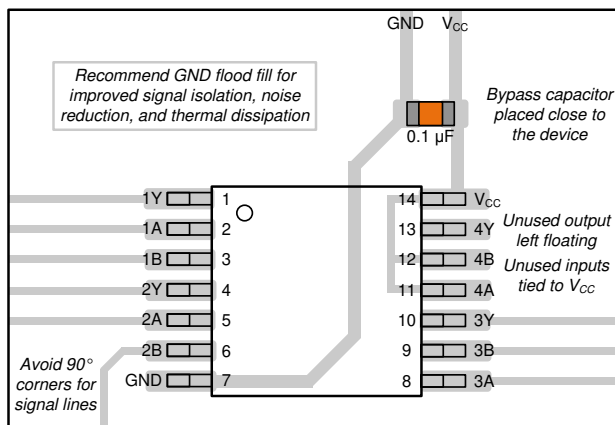 GND VCC
Recommend GND flood fill for
improved signal isolation, noise
reduction, and thermal dissipation
Bypass capacitor
placed close to
the device
0.1 µF
1Y 1 14 VCC
1A 2 13 4Y
1B 3 12 4B
2Y 4 11 4A
2A 5 10 3Y
2B 6 9 3B
GND 7 8 3A
Unused output
left floating
Unused inputs
tied to VCC
Avoid 90°
corners for
signal lines